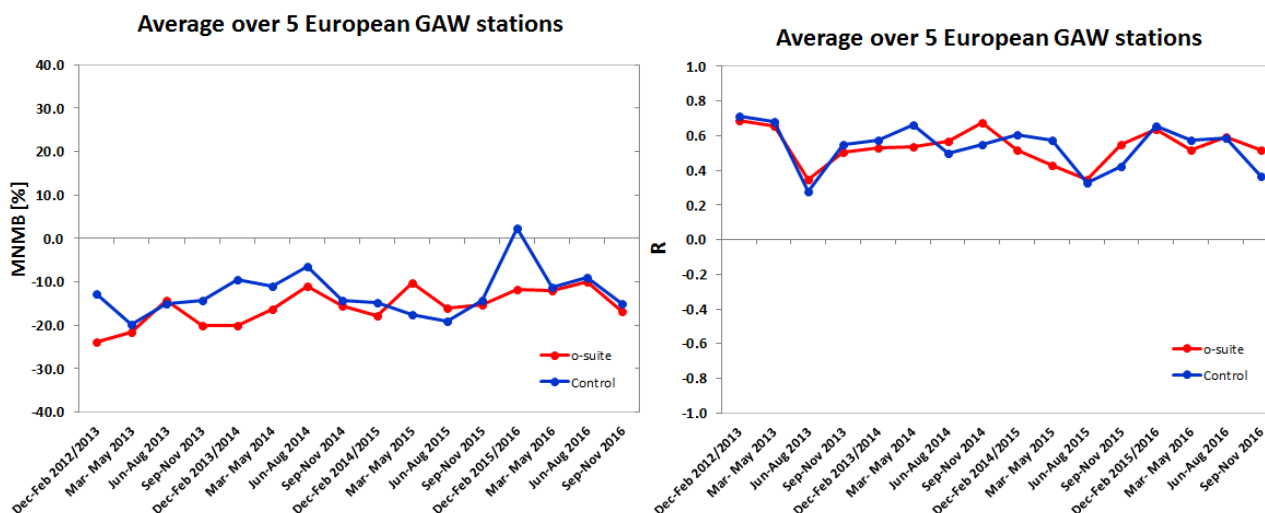 Average over 5 European GAW stations
40.0
30.0
20.0
10.0
0.0
-10.0
-20.0
-30.0
-40.0
MNMB [%]
o-suite
Control
Dec-Feb 2012/2013
Mar- May 2013
Jun-Aug 2013
Sep-Nov 2013
Dec-Feb 2013/2014
Mar-May 2014
Jun-Aug 2014
Sep-Nov 2014
Dec-Feb 2014/2015
Mar-May 2015
Jun-Aug 2015
Sep-Nov 2015
Dec-Feb 2015/2016
Mar-May 2016
Jun-Aug 2016
Sep-Nov 2016
Average over 5 European GAW stations
1.0
0.8
0.6
0.4
0.2
0.0
-0.2
-0.4
-0.6
-0.8
-1.0
R
o-suite
Control
Dec-Feb 2012/2013
Mar- May 2013
Jun-Aug 2013
Sep-Nov 2013
Dec-Feb 2013/2014
Mar-May 2014
Jun-Aug 2014
Sep-Nov 2014
Dec-Feb 2014/2015
Mar-May 2015
Jun-Aug 2015
Sep-Nov 2015
Dec-Feb 2015/2016
Mar-May 2016
Jun-Aug 2016
Sep-Nov 2016